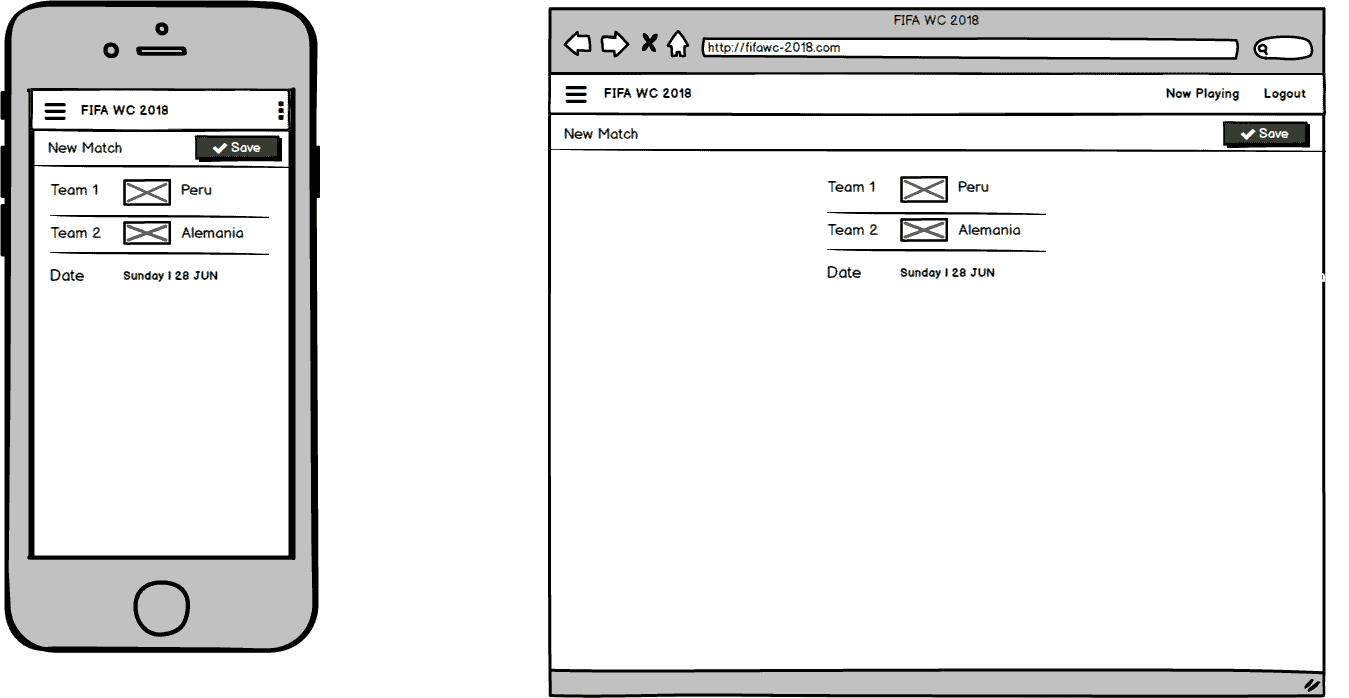 FIFA WC 2018
New Match
Save
Team 1 Peru
Team 2 Alemania
Date Sunday | 28 JUN
FIFA WC 2018
http://fifawc-2018.com
FIFA WC 2018 Now Playing Logout
New Match Save
Team 1 Peru
Team 2 Alemania
Date Sunday | 28 JUN